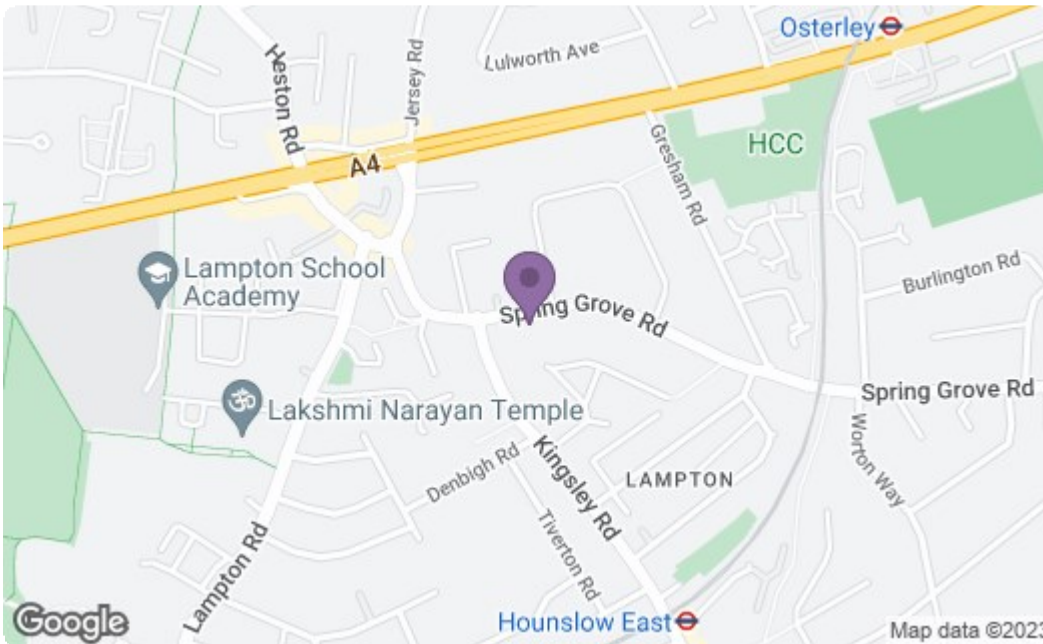 Osterley
Lulworth Ave
Heston Rd
Jersey Rd
A4
Gresham Rd
HCC
Lampton School
Academy
Burlington Rd
Spring Grove Rd
Spring Grove Rd
Lakshmi Narayan Temple
Kingsley Rd
Denbigh Rd
LAMPTON
Worton Way
Tiverton Rd
Lampton Rd
Hounslow East
Google
Map data ©2023